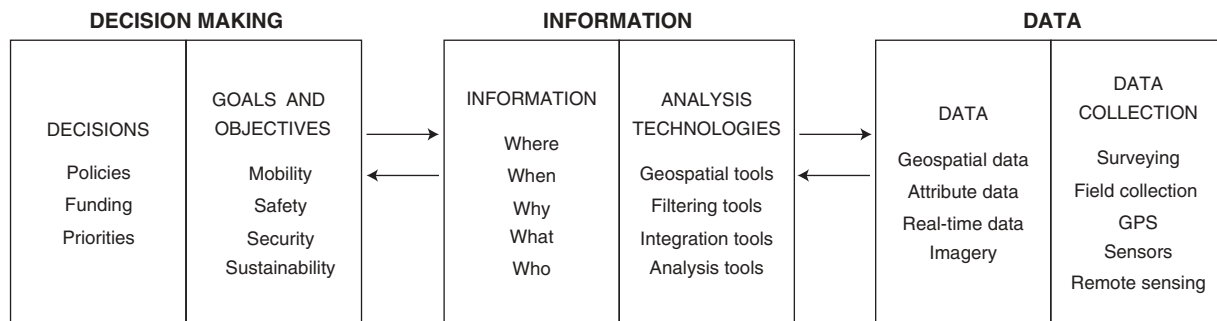 DECISION MAKING
DECISIONS
Policies
Funding
Priorities
GOALS AND
OBJECTIVES
Mobility
Safety
Security
Sustainability
INFORMATION
INFORMATION
Where
When
Why
What
Who
ANALYSIS
TECHNOLOGIES
Geospatial tools
Filtering tools
Integration tools
Analysis tools
DATA
DATA
Geospatial data
Attribute data
Real-time data
Imagery
DATA
COLLECTION
Surveying
Field collection
GPS
Sensors
Remote sensing